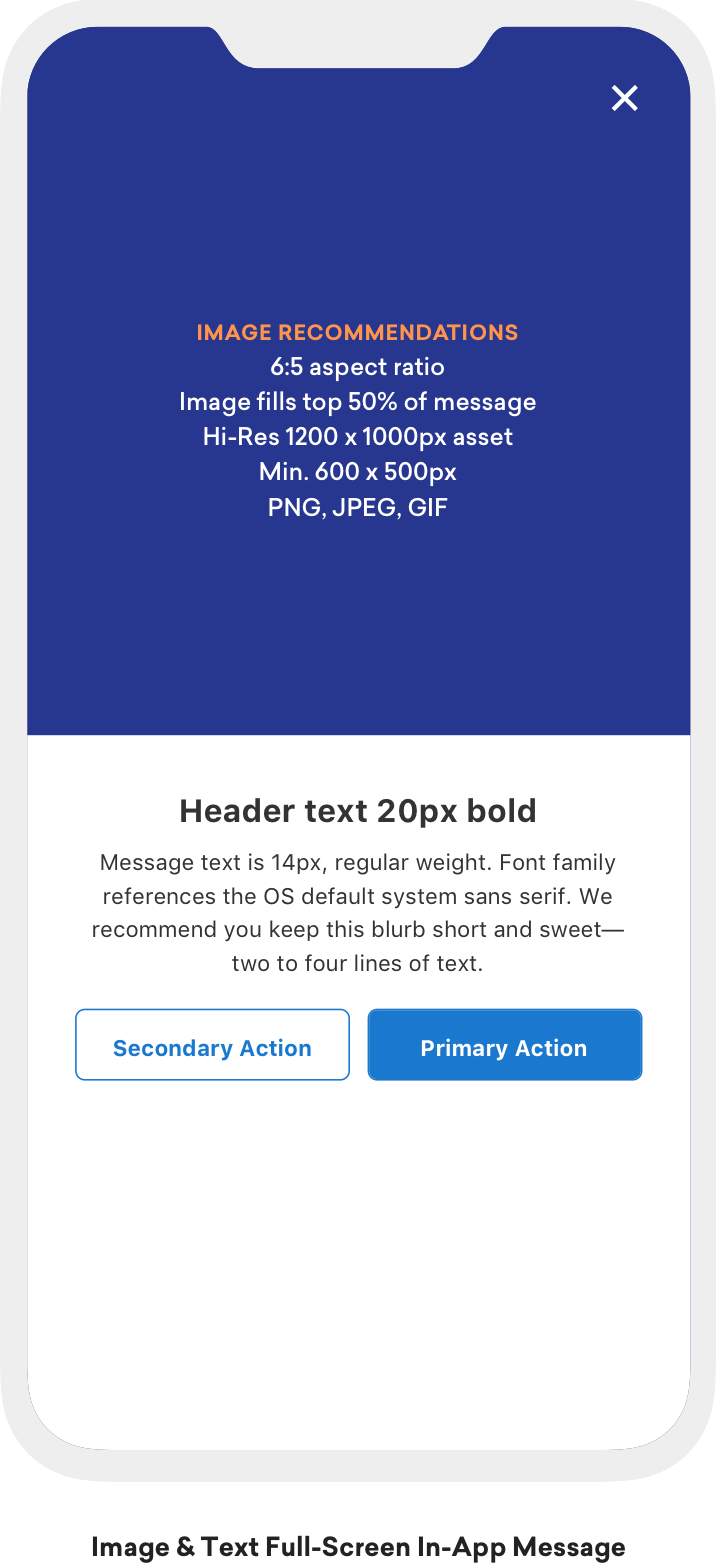 IMAGE RECOMMENDATIONS
6:5 aspect ratio
Image fills top 50% of message
Hi-Res 1200 x 1000px asset
Min. 600 x 500px
PNG, JPEG, GIF
Header text 20px bold
Message text is 14px, regular weight. Font family
references the OS default system sans serif. We
recommend you keep this blurb short and sweet—
two to four lines of text.
Secondary Action
Primary Action
Image & Text Full-Screen In-App Message